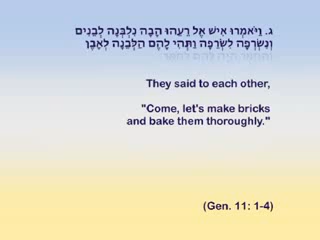 ג. וַיֹּאמְרוּ אִישׁ אֶל רֵעֵהוּ הָבָה נִלְבְּנָה לְבֵנִים
וְנִשְׂרְפָה לִשְׂרֵפָה וַתְּהִי לָהֶם הַלְּבֵנָה לְאָבֶן
They said to each other,
"Come, let's make bricks
and bake them thoroughly."
(Gen. 11: 1-4)